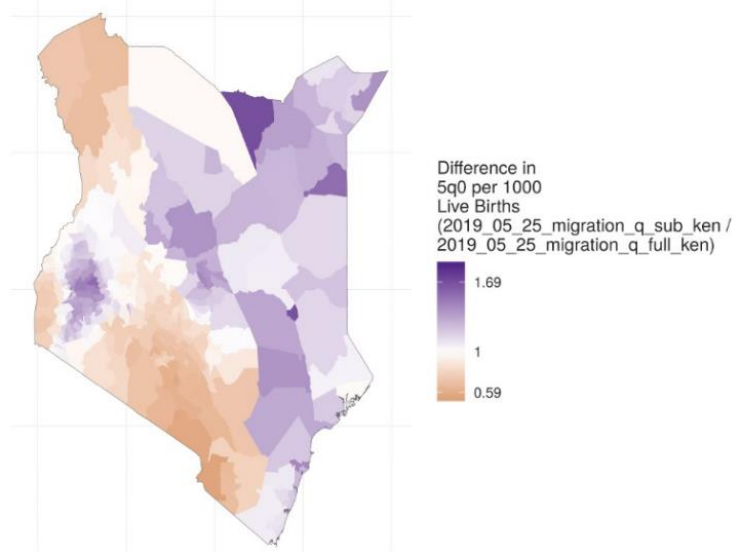 Difference in
5q0 per 1000
Live Births
(2019_05_25_migration_q_sub_ken /
2019_05_25_migration_q_full_ken)
1.69
1
0.59